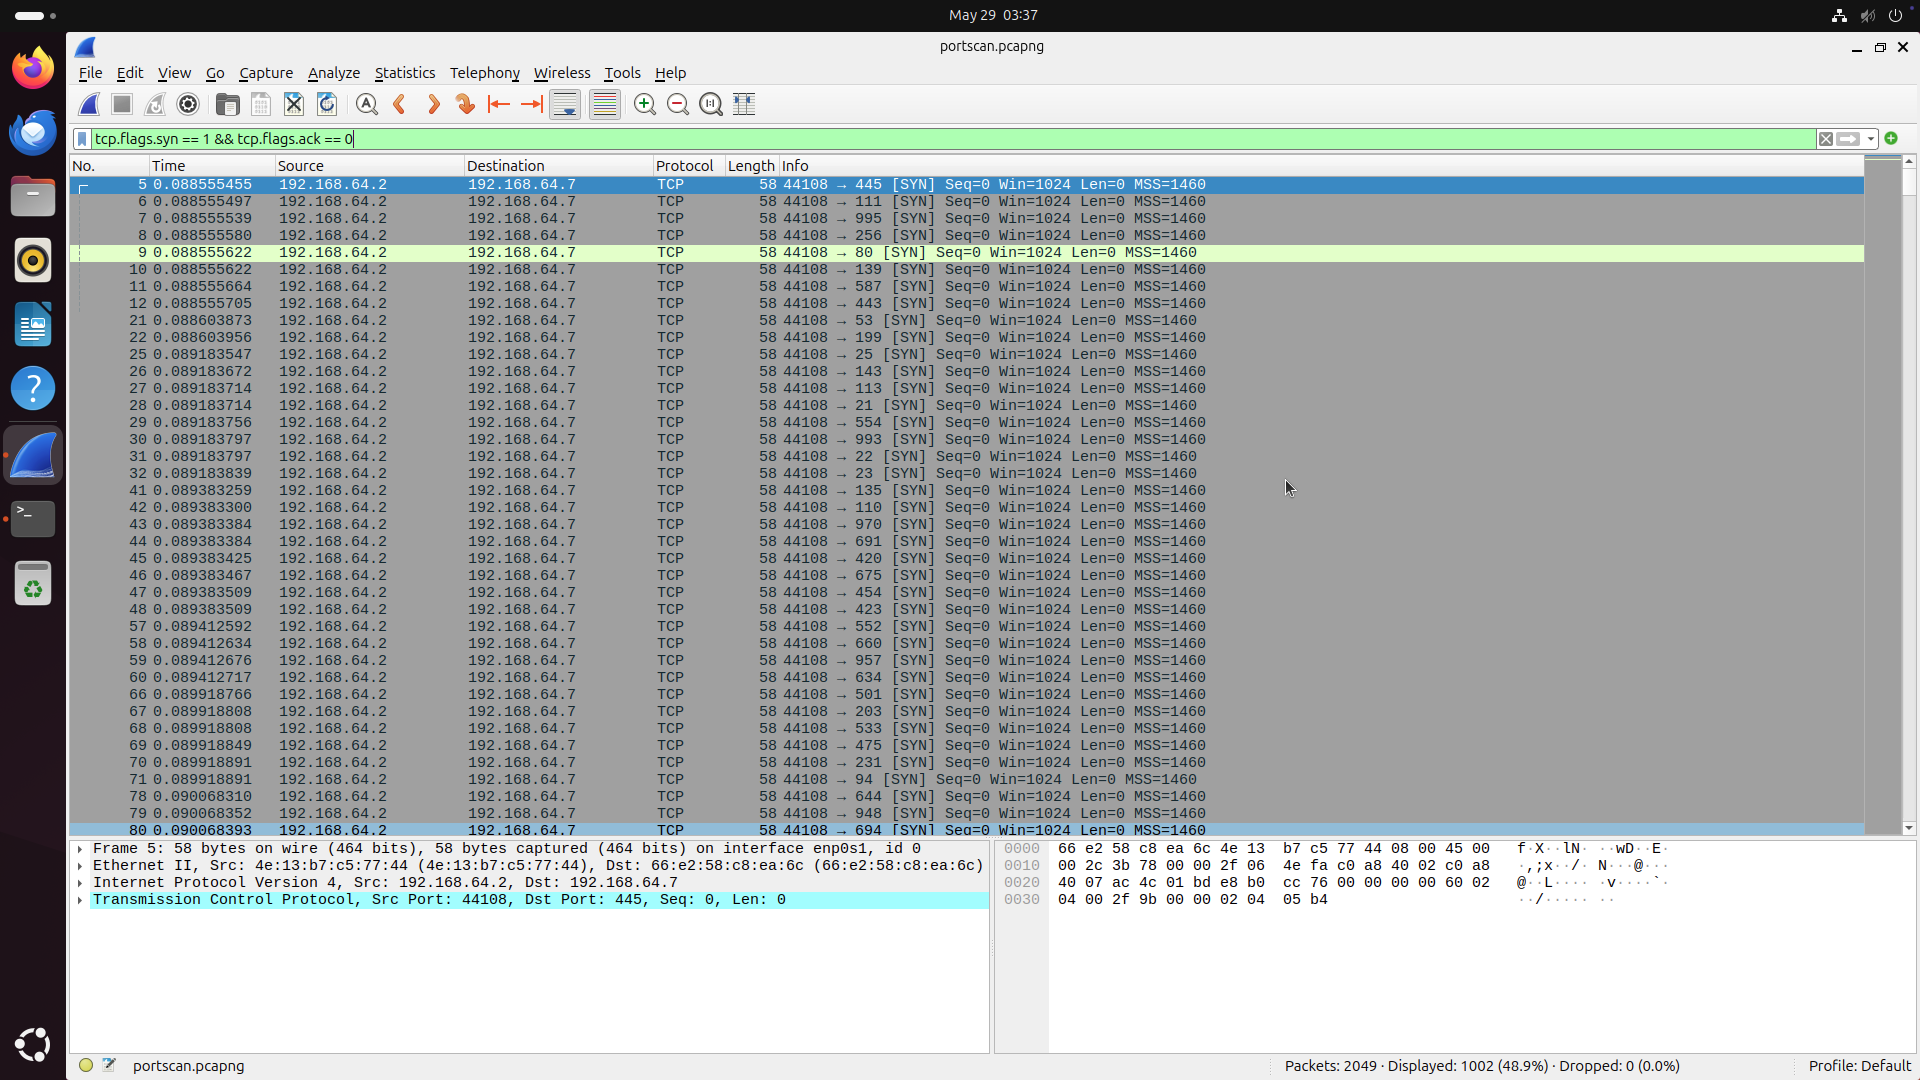 May 29 03:37
portscan.pcapng
File Edit View Go Capture Analyze Statistics Telephony Wireless Tools Help
tcp.flags.syn == 1 && tcp.flags.ack == 0
No. Time Source Destination Protocol Length Info
5 0.088555455 192.168.64.2 192.168.64.7 TCP 58 44108 → 445 [SYN] Seq=0 Win=1024 Len=0 MSS=1460
6 0.088555497 192.168.64.2 192.168.64.7 TCP 58 44108 → 111 [SYN] Seq=0 Win=1024 Len=0 MSS=1460
7 0.088555539 192.168.64.2 192.168.64.7 TCP 58 44108 → 995 [SYN] Seq=0 Win=1024 Len=0 MSS=1460
8 0.088555580 192.168.64.2 192.168.64.7 TCP 58 44108 → 256 [SYN] Seq=0 Win=1024 Len=0 MSS=1460
9 0.088555622 192.168.64.2 192.168.64.7 TCP 58 44108 → 80 [SYN] Seq=0 Win=1024 Len=0 MSS=1460
10 0.088555622 192.168.64.2 192.168.64.7 TCP 58 44108 → 139 [SYN] Seq=0 Win=1024 Len=0 MSS=1460
11 0.088555664 192.168.64.2 192.168.64.7 TCP 58 44108 → 587 [SYN] Seq=0 Win=1024 Len=0 MSS=1460
12 0.088555705 192.168.64.2 192.168.64.7 TCP 58 44108 → 443 [SYN] Seq=0 Win=1024 Len=0 MSS=1460
21 0.088603873 192.168.64.2 192.168.64.7 TCP 58 44108 → 53 [SYN] Seq=0 Win=1024 Len=0 MSS=1460
22 0.088603956 192.168.64.2 192.168.64.7 TCP 58 44108 → 199 [SYN] Seq=0 Win=1024 Len=0 MSS=1460
25 0.089183547 192.168.64.2 192.168.64.7 TCP 58 44108 → 25 [SYN] Seq=0 Win=1024 Len=0 MSS=1460
26 0.089183672 192.168.64.2 192.168.64.7 TCP 58 44108 → 143 [SYN] Seq=0 Win=1024 Len=0 MSS=1460
27 0.089183714 192.168.64.2 192.168.64.7 TCP 58 44108 → 113 [SYN] Seq=0 Win=1024 Len=0 MSS=1460
28 0.089183714 192.168.64.2 192.168.64.7 TCP 58 44108 → 21 [SYN] Seq=0 Win=1024 Len=0 MSS=1460
29 0.089183756 192.168.64.2 192.168.64.7 TCP 58 44108 → 554 [SYN] Seq=0 Win=1024 Len=0 MSS=1460
30 0.089183797 192.168.64.2 192.168.64.7 TCP 58 44108 → 993 [SYN] Seq=0 Win=1024 Len=0 MSS=1460
31 0.089183797 192.168.64.2 192.168.64.7 TCP 58 44108 → 22 [SYN] Seq=0 Win=1024 Len=0 MSS=1460
32 0.089183839 192.168.64.2 192.168.64.7 TCP 58 44108 → 23 [SYN] Seq=0 Win=1024 Len=0 MSS=1460
41 0.089383259 192.168.64.2 192.168.64.7 TCP 58 44108 → 135 [SYN] Seq=0 Win=1024 Len=0 MSS=1460
42 0.089383300 192.168.64.2 192.168.64.7 TCP 58 44108 → 110 [SYN] Seq=0 Win=1024 Len=0 MSS=1460
43 0.089383384 192.168.64.2 192.168.64.7 TCP 58 44108 → 970 [SYN] Seq=0 Win=1024 Len=0 MSS=1460
44 0.089383384 192.168.64.2 192.168.64.7 TCP 58 44108 → 691 [SYN] Seq=0 Win=1024 Len=0 MSS=1460
45 0.089383425 192.168.64.2 192.168.64.7 TCP 58 44108 → 420 [SYN] Seq=0 Win=1024 Len=0 MSS=1460
46 0.089383467 192.168.64.2 192.168.64.7 TCP 58 44108 → 675 [SYN] Seq=0 Win=1024 Len=0 MSS=1460
47 0.089383509 192.168.64.2 192.168.64.7 TCP 58 44108 → 454 [SYN] Seq=0 Win=1024 Len=0 MSS=1460
48 0.089383509 192.168.64.2 192.168.64.7 TCP 58 44108 → 423 [SYN] Seq=0 Win=1024 Len=0 MSS=1460
57 0.089412592 192.168.64.2 192.168.64.7 TCP 58 44108 → 552 [SYN] Seq=0 Win=1024 Len=0 MSS=1460
58 0.089412634 192.168.64.2 192.168.64.7 TCP 58 44108 → 660 [SYN] Seq=0 Win=1024 Len=0 MSS=1460
59 0.089412676 192.168.64.2 192.168.64.7 TCP 58 44108 → 957 [SYN] Seq=0 Win=1024 Len=0 MSS=1460
60 0.089412717 192.168.64.2 192.168.64.7 TCP 58 44108 → 634 [SYN] Seq=0 Win=1024 Len=0 MSS=1460
66 0.089918766 192.168.64.2 192.168.64.7 TCP 58 44108 → 501 [SYN] Seq=0 Win=1024 Len=0 MSS=1460
67 0.089918808 192.168.64.2 192.168.64.7 TCP 58 44108 → 203 [SYN] Seq=0 Win=1024 Len=0 MSS=1460
68 0.089918808 192.168.64.2 192.168.64.7 TCP 58 44108 → 533 [SYN] Seq=0 Win=1024 Len=0 MSS=1460
69 0.089918849 192.168.64.2 192.168.64.7 TCP 58 44108 → 475 [SYN] Seq=0 Win=1024 Len=0 MSS=1460
70 0.089918891 192.168.64.2 192.168.64.7 TCP 58 44108 → 231 [SYN] Seq=0 Win=1024 Len=0 MSS=1460
71 0.089918891 192.168.64.2 192.168.64.7 TCP 58 44108 → 94 [SYN] Seq=0 Win=1024 Len=0 MSS=1460
78 0.090068310 192.168.64.2 192.168.64.7 TCP 58 44108 → 644 [SYN] Seq=0 Win=1024 Len=0 MSS=1460
79 0.090068352 192.168.64.2 192.168.64.7 TCP 58 44108 → 948 [SYN] Seq=0 Win=1024 Len=0 MSS=1460
80 0.090068393 192.168.64.2 192.168.64.7 TCP 58 44108 → 694 [SYN] Seq=0 Win=1024 Len=0 MSS=1460
Frame 5: 58 bytes on wire (464 bits), 58 bytes captured (464 bits) on interface enp0s1, id 0
Ethernet II, Src: 4e:13:b7:c5:77:44 (4e:13:b7:c5:77:44), Dst: 66:e2:58:c8:ea:6c (66:e2:58:c8:ea:6c)
Internet Protocol Version 4, Src: 192.168.64.2, Dst: 192.168.64.7
Transmission Control Protocol, Src Port: 44108, Dst Port: 445, Seq: 0, Len: 0
0000 66 e2 58 c8 ea 6c 4e 13 b7 c5 77 44 08 00 45 00 f·X··lN· ··wD··E·
0010 00 2c 3b 78 00 00 2f 06 4e fa c0 a8 40 02 c0 a8 ·,;x··/· N···@···
0020 40 07 ac 4c 01 bd e8 b0 cc 76 00 00 00 00 60 02 @··L···· ·v····`·
0030 04 00 2f 9b 00 00 02 04 05 b4 ··/····· ··
portscan.pcapng
Packets: 2049 · Displayed: 1002 (48.9%) · Dropped: 0 (0.0%)
Profile: Default